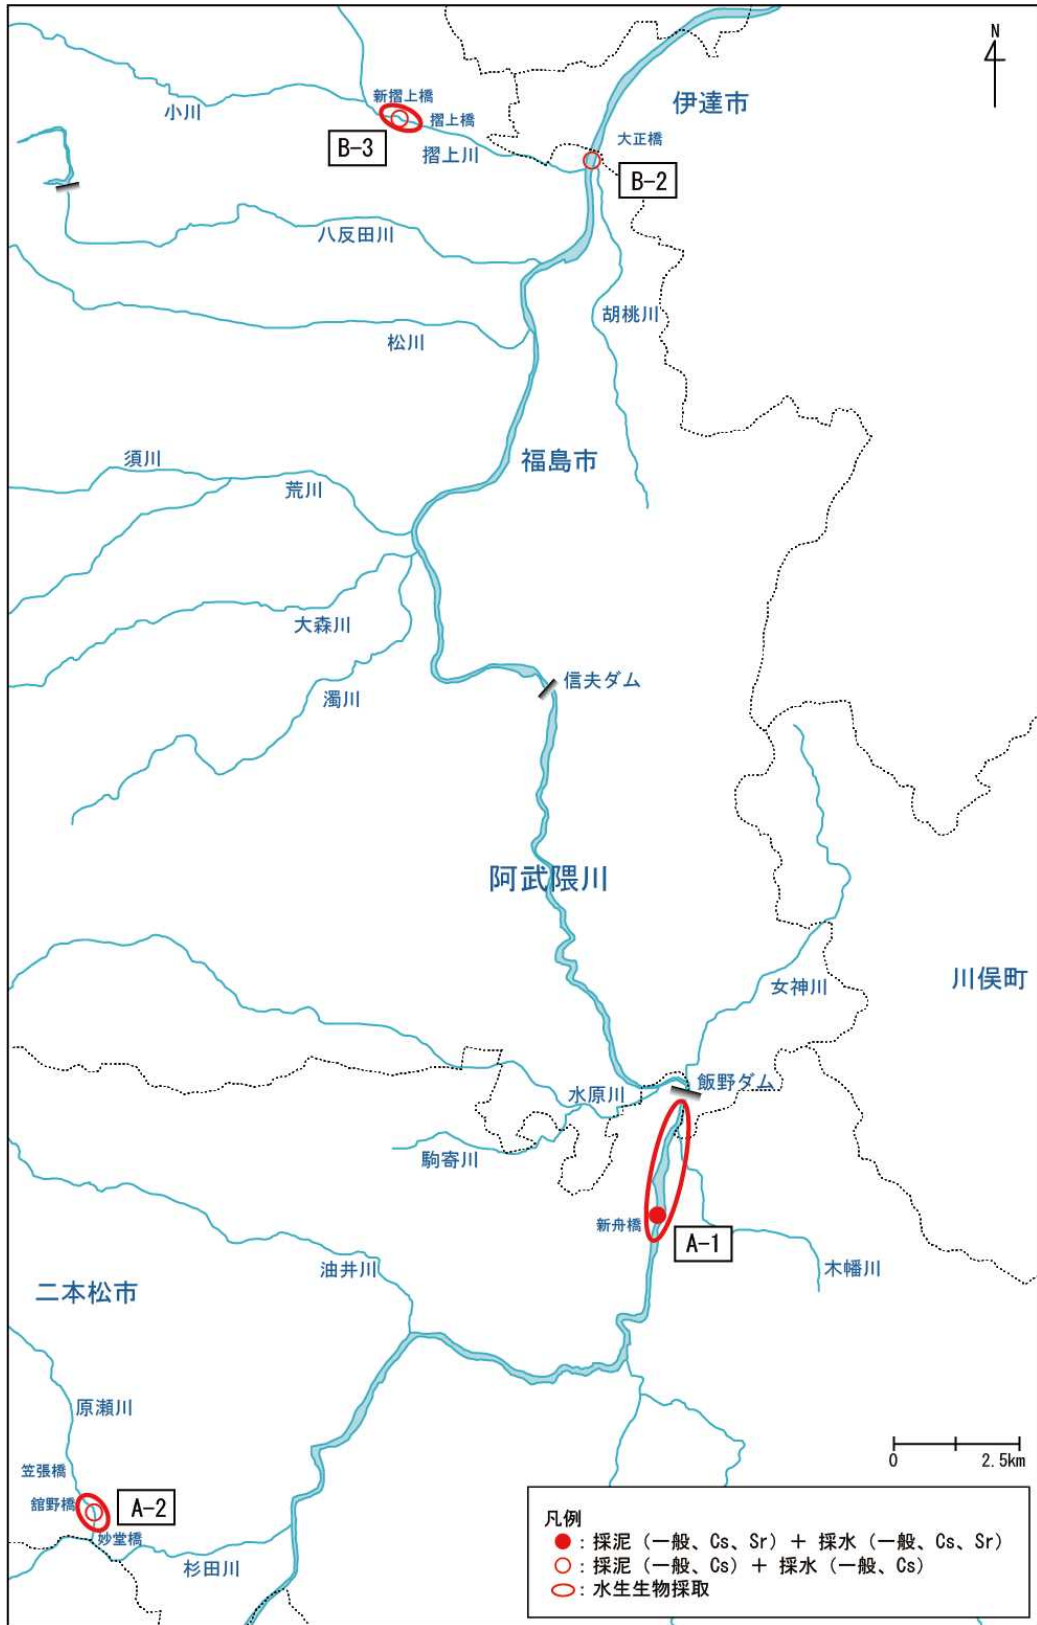 N
伊達市
新摺上橋
小川
摺上橋
B-3
摺上川
大正橋
B-2
八反田川
胡桃川
松川
須川
福島市
荒川
大森川
信夫ダム
濁川
阿武隈川
女神川
川俣町
飯野ダム
水原川
駒寄川
新舟橋
A-1
油井川
木幡川
二本松市
原瀬川
0 2.5km
笠張橋
舘野橋
A-2
妙堂橋
杉田川
凡例
:採泥(一般、Cs、Sr)+ 採水(一般、Cs、Sr)
:採泥(一般、Cs)+ 採水(一般、Cs)
:水生生物採取